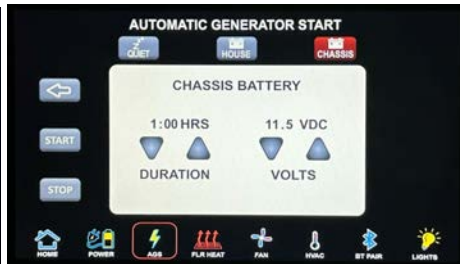 AUTOMATIC GENERATOR START
QUIET HOUSE CHASSIS
CHASSIS BATTERY
1:00 HRS 11.5 VDC
START
DURATION VOLTS
STOP
HOME POWER AGS FLR HEAT FAN HVAC BT PAIR LIGHTS